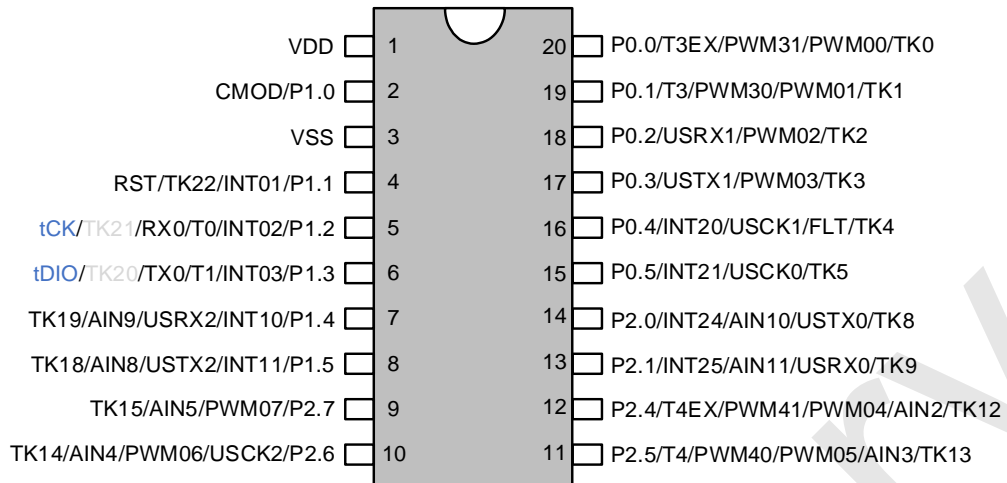 VDD 1 20 P0.0/T3EX/PWM31/PWM00/TK0
CMOD/P1.0 2 19 P0.1/T3/PWM30/PWM01/TK1
VSS 3 18 P0.2/USRX1/PWM02/TK2
RST/TK22/INT01/P1.1 4 17 P0.3/USTX1/PWM03/TK3
tCK/TK21/RX0/T0/INT02/P1.2 5 16 P0.4/INT20/USCK1/FLT/TK4
tDIO/TK20/TX0/T1/INT03/P1.3 6 15 P0.5/INT21/USCK0/TK5
TK19/AIN9/USRX2/INT10/P1.4 7 14 P2.0/INT24/AIN10/USTX0/TK8
TK18/AIN8/USTX2/INT11/P1.5 8 13 P2.1/INT25/AIN11/USRX0/TK9
TK15/AIN5/PWM07/P2.7 9 12 P2.4/T4EX/PWM41/PWM04/AIN2/TK12
TK14/AIN4/PWM06/USCK2/P2.6 10 11 P2.5/T4/PWM40/PWM05/AIN3/TK13